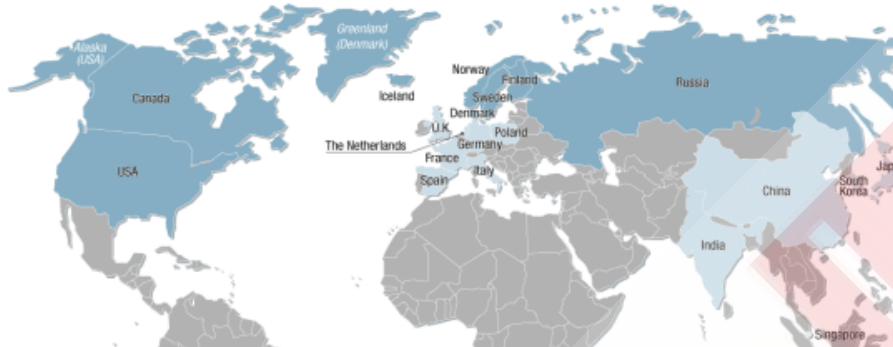 Greenland
(Denmark)
Alaska
(USA)
Canada
Iceland
Norway
Finland
Sweden
Denmark
Russia
U.K.
The Netherlands
Poland
Germany
France
Spain
Italy
USA
China
South
Korea
Jap
India
Singapore